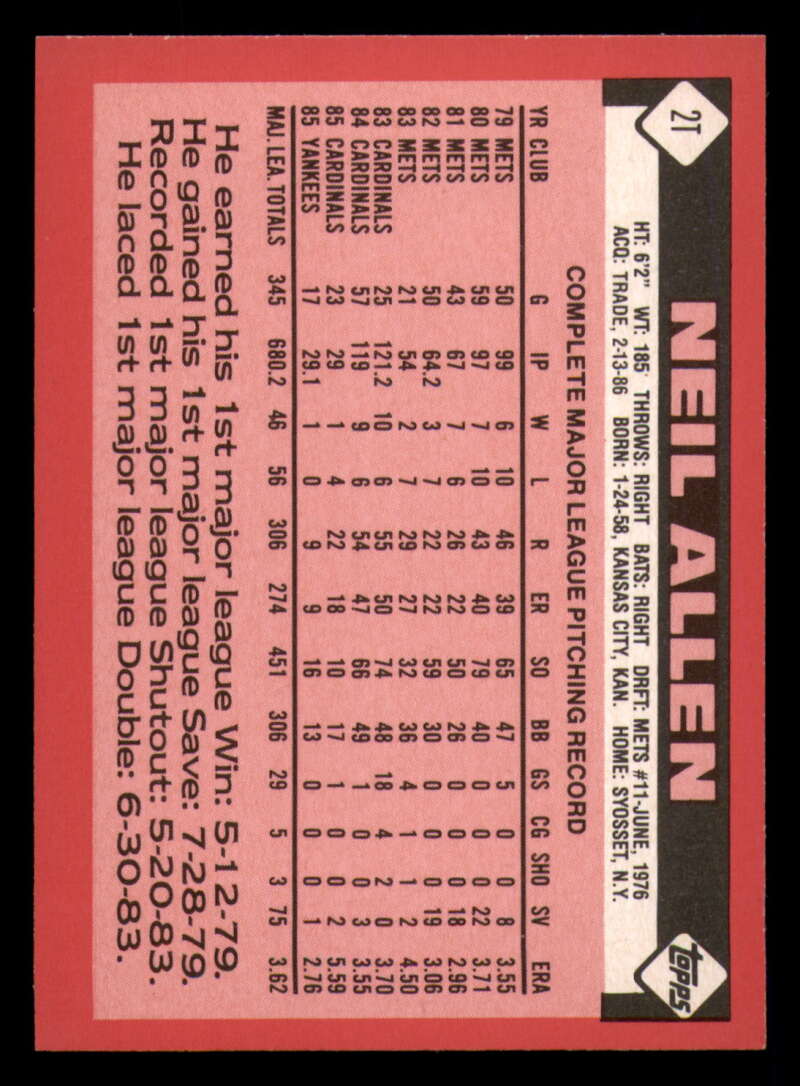 2T
NEIL ALLEN
topps
HT: 6'2" WT: 185 THROWS: RIGHT BATS: RIGHT DRFT: METS #11-JUNE, 1976
ACQ: TRADE, 2-13-86 BORN: 1-24-58, KANSAS CITY, KAN. HOME: SYOSSET, N.Y.
COMPLETE MAJOR LEAGUE PITCHING RECORD
YR CLUB G IP W L R ER SO BB GS CG SHO SV ERA
79 METS 50 99 6 10 46 39 65 47 5 0 0 8 3.55
80 METS 59 97 7 10 43 40 79 40 0 0 0 22 3.71
81 METS 43 67 7 6 26 22 50 26 0 0 0 18 2.96
82 METS 50 64.2 3 7 22 22 59 30 0 0 0 19 3.06
83 METS 21 54 2 7 29 27 32 36 4 1 1 2 4.50
83 CARDINALS 25 121.2 10 6 55 50 74 48 18 4 2 0 3.70
84 CARDINALS 57 119 9 6 54 47 66 49 1 0 0 3 3.55
85 CARDINALS 23 29 1 4 22 18 10 17 1 0 0 2 5.59
85 YANKEES 17 29.1 1 0 9 9 16 13 0 0 0 1 2.76
MAJ. LEA. TOTALS 345 680.2 46 56 306 274 451 306 29 5 3 75 3.62
He earned his 1st major league Win: 5-12-79.
He gained his 1st major league Save: 7-28-79.
Recorded 1st major league Shutout: 5-20-83.
He laced 1st major league Double: 6-30-83.